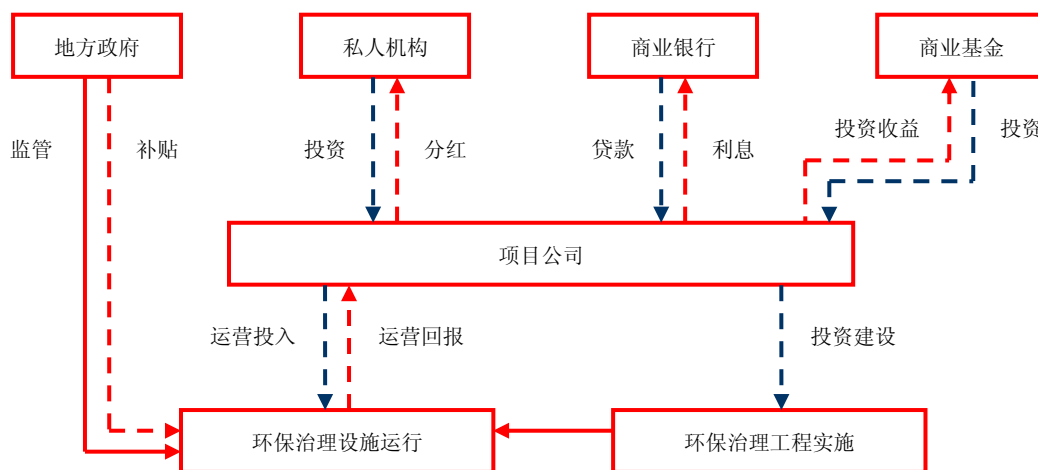 地方政府
私人机构
商业银行
商业基金
监管
补贴
投资
分红
贷款
利息
投资收益
投资
项目公司
运营投入
运营回报
投资建设
环保治理设施运行
环保治理工程实施